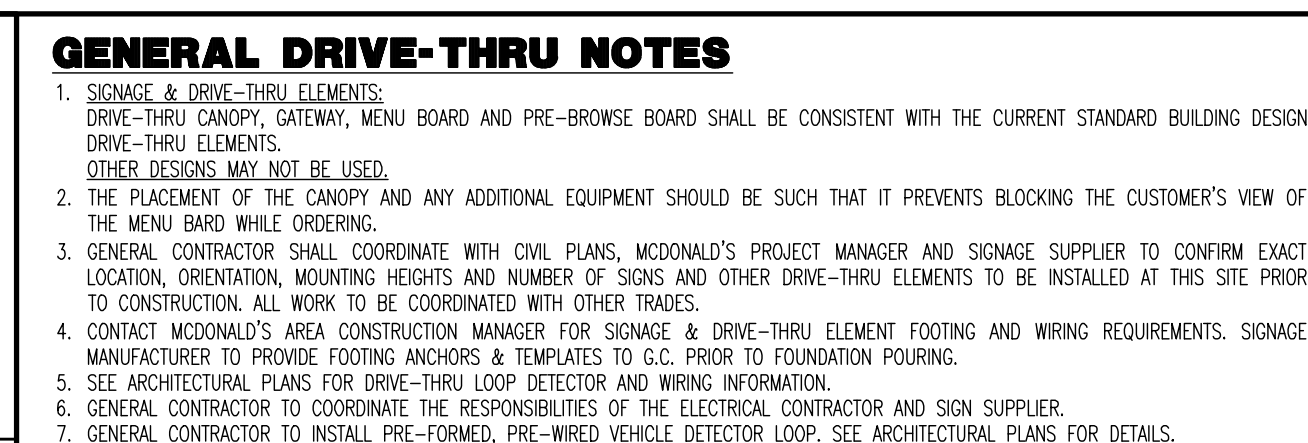 GENERAL DRIVE-THRU NOTES
1. SIGNAGE & DRIVE-THRU ELEMENTS:
DRIVE-THRU CANOPY, GATEWAY, MENU BOARD AND PRE-BROWSE BOARD SHALL BE CONSISTENT WITH THE CURRENT STANDARD BUILDING DESIGN
DRIVE-THRU ELEMENTS.
OTHER DESIGNS MAY NOT BE USED.
2. THE PLACEMENT OF THE CANOPY AND ANY ADDITIONAL EQUIPMENT SHOULD BE SUCH THAT IT PREVENTS BLOCKING THE CUSTOMER'S VIEW OF
THE MENU BARD WHILE ORDERING.
3. GENERAL CONTRACTOR SHALL COORDINATE WITH CIVIL PLANS, MCDONALD'S PROJECT MANAGER AND SIGNAGE SUPPLIER TO CONFIRM EXACT
LOCATION, ORIENTATION, MOUNTING HEIGHTS AND NUMBER OF SIGNS AND OTHER DRIVE-THRU ELEMENTS TO BE INSTALLED AT THIS SITE PRIOR
TO CONSTRUCTION. ALL WORK TO BE COORDINATED WITH OTHER TRADES.
4. CONTACT MCDONALD'S AREA CONSTRUCTION MANAGER FOR SIGNAGE & DRIVE-THRU ELEMENT FOOTING AND WIRING REQUIREMENTS. SIGNAGE
MANUFACTURER TO PROVIDE FOOTING ANCHORS & TEMPLATES TO G.C. PRIOR TO FOUNDATION POURING.
5. SEE ARCHITECTURAL PLANS FOR DRIVE-THRU LOOP DETECTOR AND WIRING INFORMATION.
6. GENERAL CONTRACTOR TO COORDINATE THE RESPONSIBILITIES OF THE ELECTRICAL CONTRACTOR AND SIGN SUPPLIER.
7. GENERAL CONTRACTOR TO INSTALL PRE-FORMED, PRE-WIRED VEHICLE DETECTOR LOOP. SEE ARCHITECTURAL PLANS FOR DETAILS.